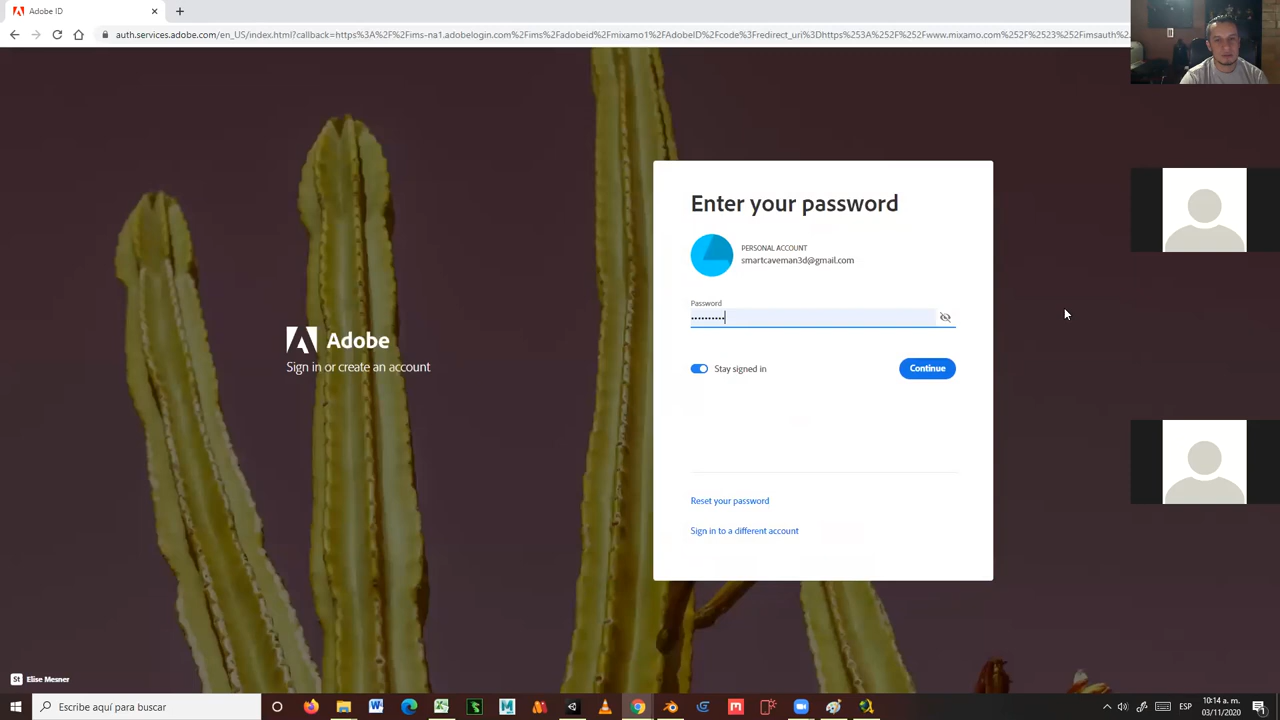 Adobe ID
auth.services.adobe.com/en_US/index.html?callback=https%3A%2F%2Fims-na1.adobelogin.com%2Fims%2Fadobeid%2Fmixamo1%2FAdobeID%2Fcode%3Fredirect_uri%3Dhttps%253A%252F%252Fwww.mixamo.com%252F%2523%252Fimsauth
Enter your password
PERSONAL ACCOUNT
smartcaveman3d@gmail.com
Password
Adobe
Sign in or create an account
Stay signed in
Continue
Reset your password
Sign in to a different account
St Elise Mesner
Escribe aquí para buscar
ESP
10:14 a. m.
03/11/2020